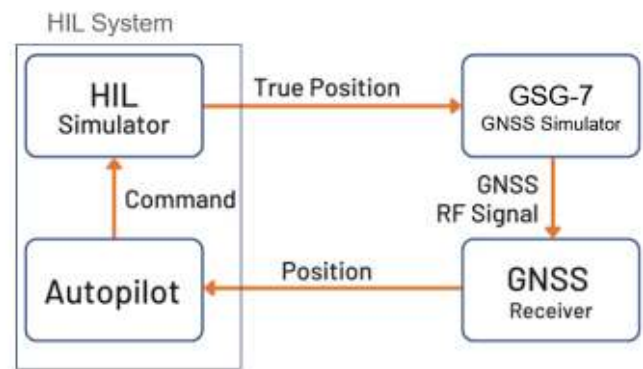 HIL System
HIL
Simulator
True Position
GSG-7
GNSS Simulator
Command
GNSS
RF Signal
Autopilot
Position
GNSS
Receiver